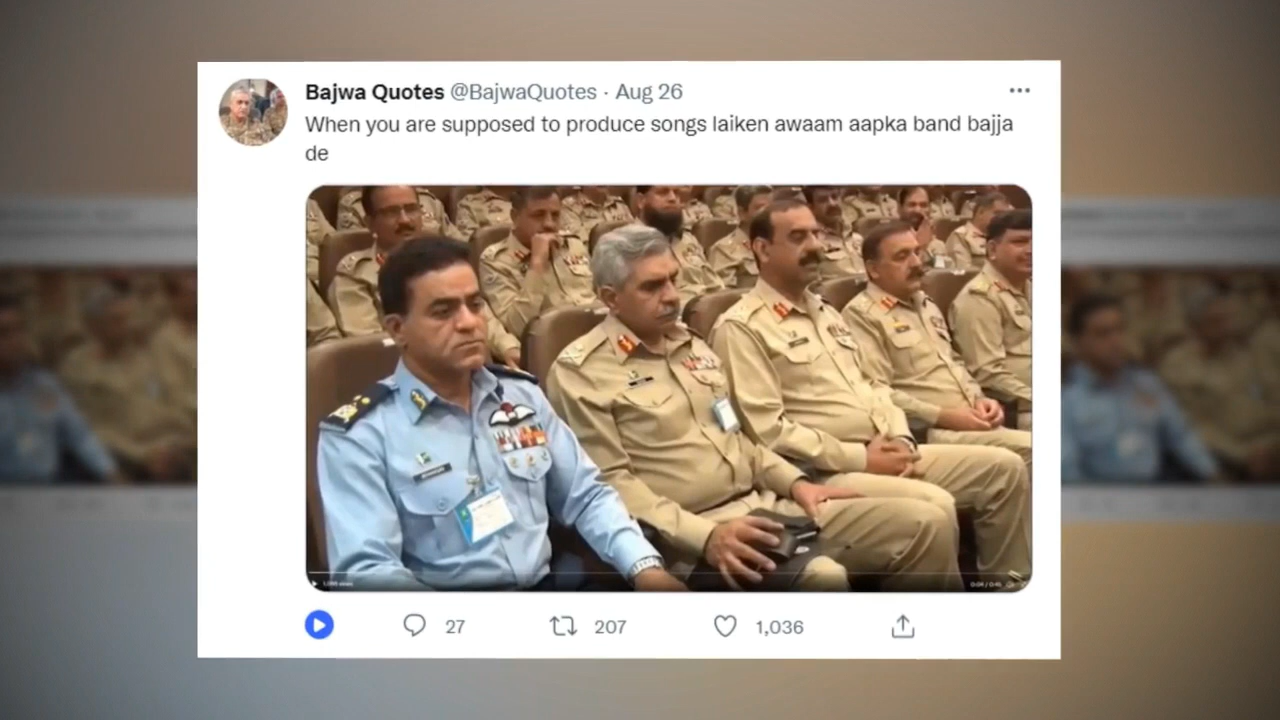 Bajwa Quotes @BajwaQuotes · Aug 26
When you are supposed to produce songs laiken awaam aapka band bajja
de
27 207 1,036